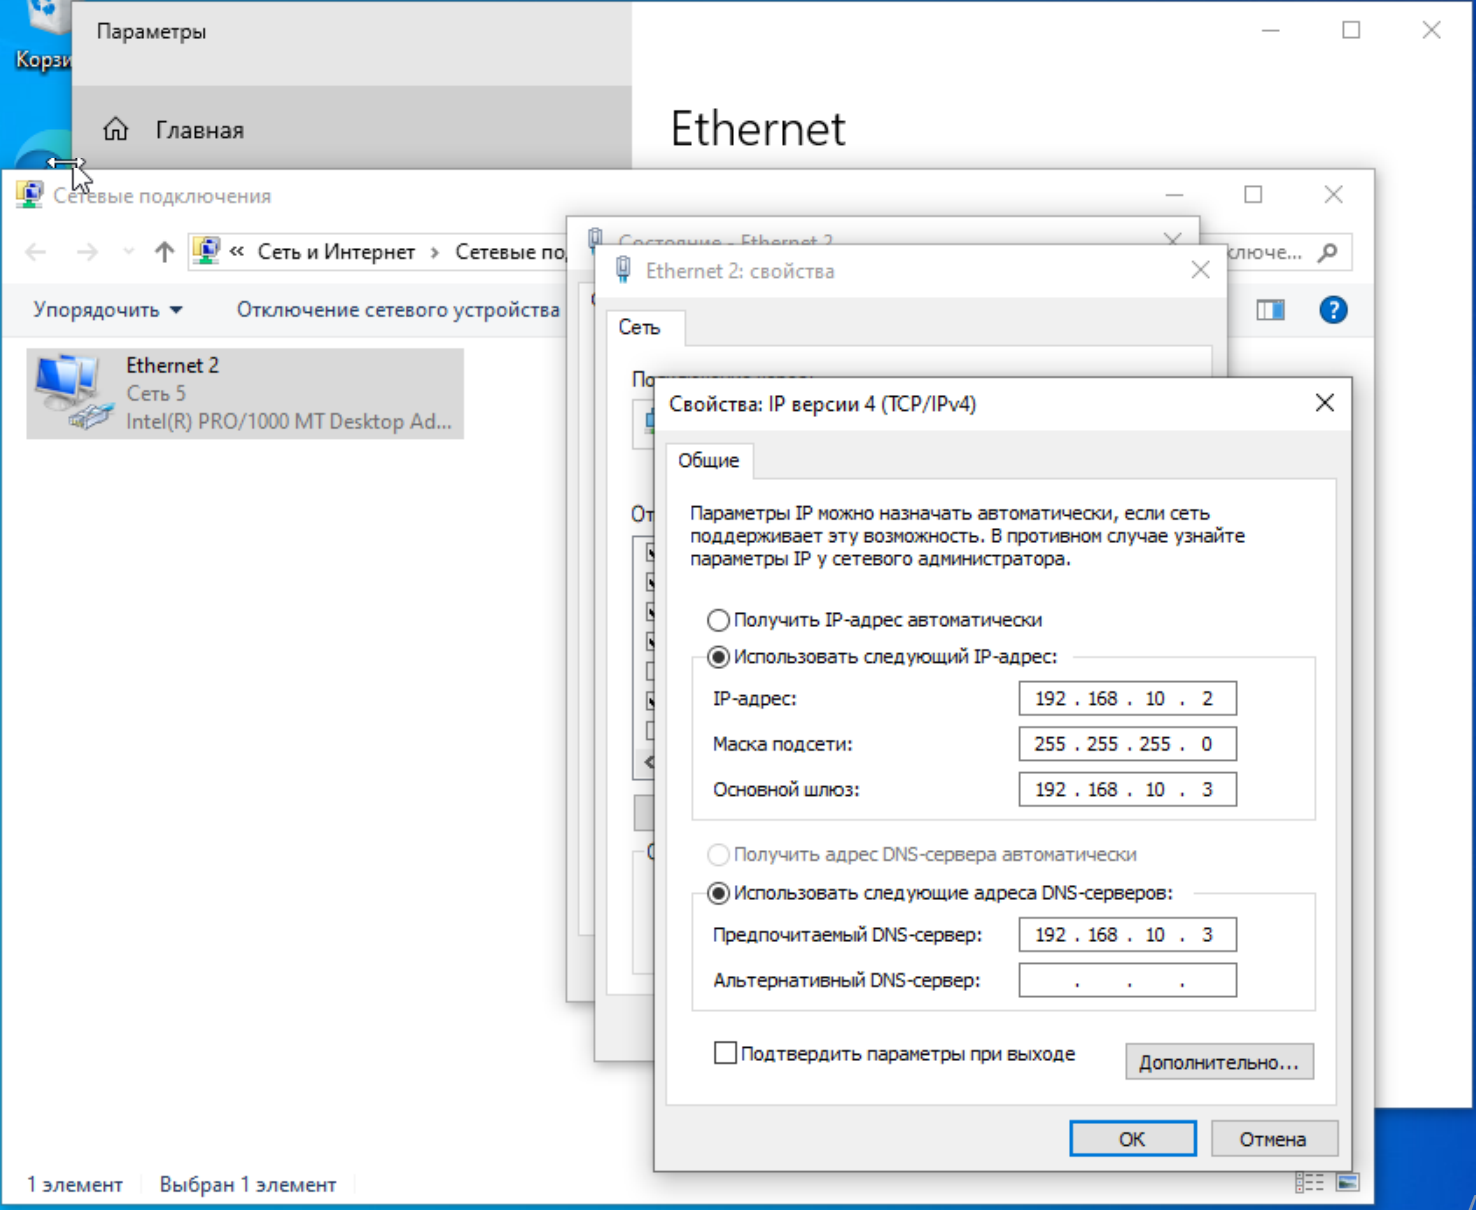 Параметры
Корзи
Главная
Ethernet
Сетевые подключения
« Сеть и Интернет › Сетевые по
ключе...
Состояние - Ethernet 2
Ethernet 2: свойства
Упорядочить
Отключение сетевого устройства
Сеть
Ethernet 2
Сеть 5
Intel(R) PRO/1000 MT Desktop Ad...
Свойства: IP версии 4 (TCP/IPv4)
Общие
От
Параметры IP можно назначать автоматически, если сеть
поддерживает эту возможность. В противном случае узнайте
параметры IP у сетевого администратора.
Получить IP-адрес автоматически
Использовать следующий IP-адрес:
IP-адрес: 192 . 168 . 10 . 2
Маска подсети: 255 . 255 . 255 . 0
Основной шлюз: 192 . 168 . 10 . 3
Получить адрес DNS-сервера автоматически
Использовать следующие адреса DNS-серверов:
Предпочитаемый DNS-сервер: 192 . 168 . 10 . 3
Альтернативный DNS-сервер: . . .
Подтвердить параметры при выходе
Дополнительно...
OK
Отмена
1 элемент
Выбран 1 элемент